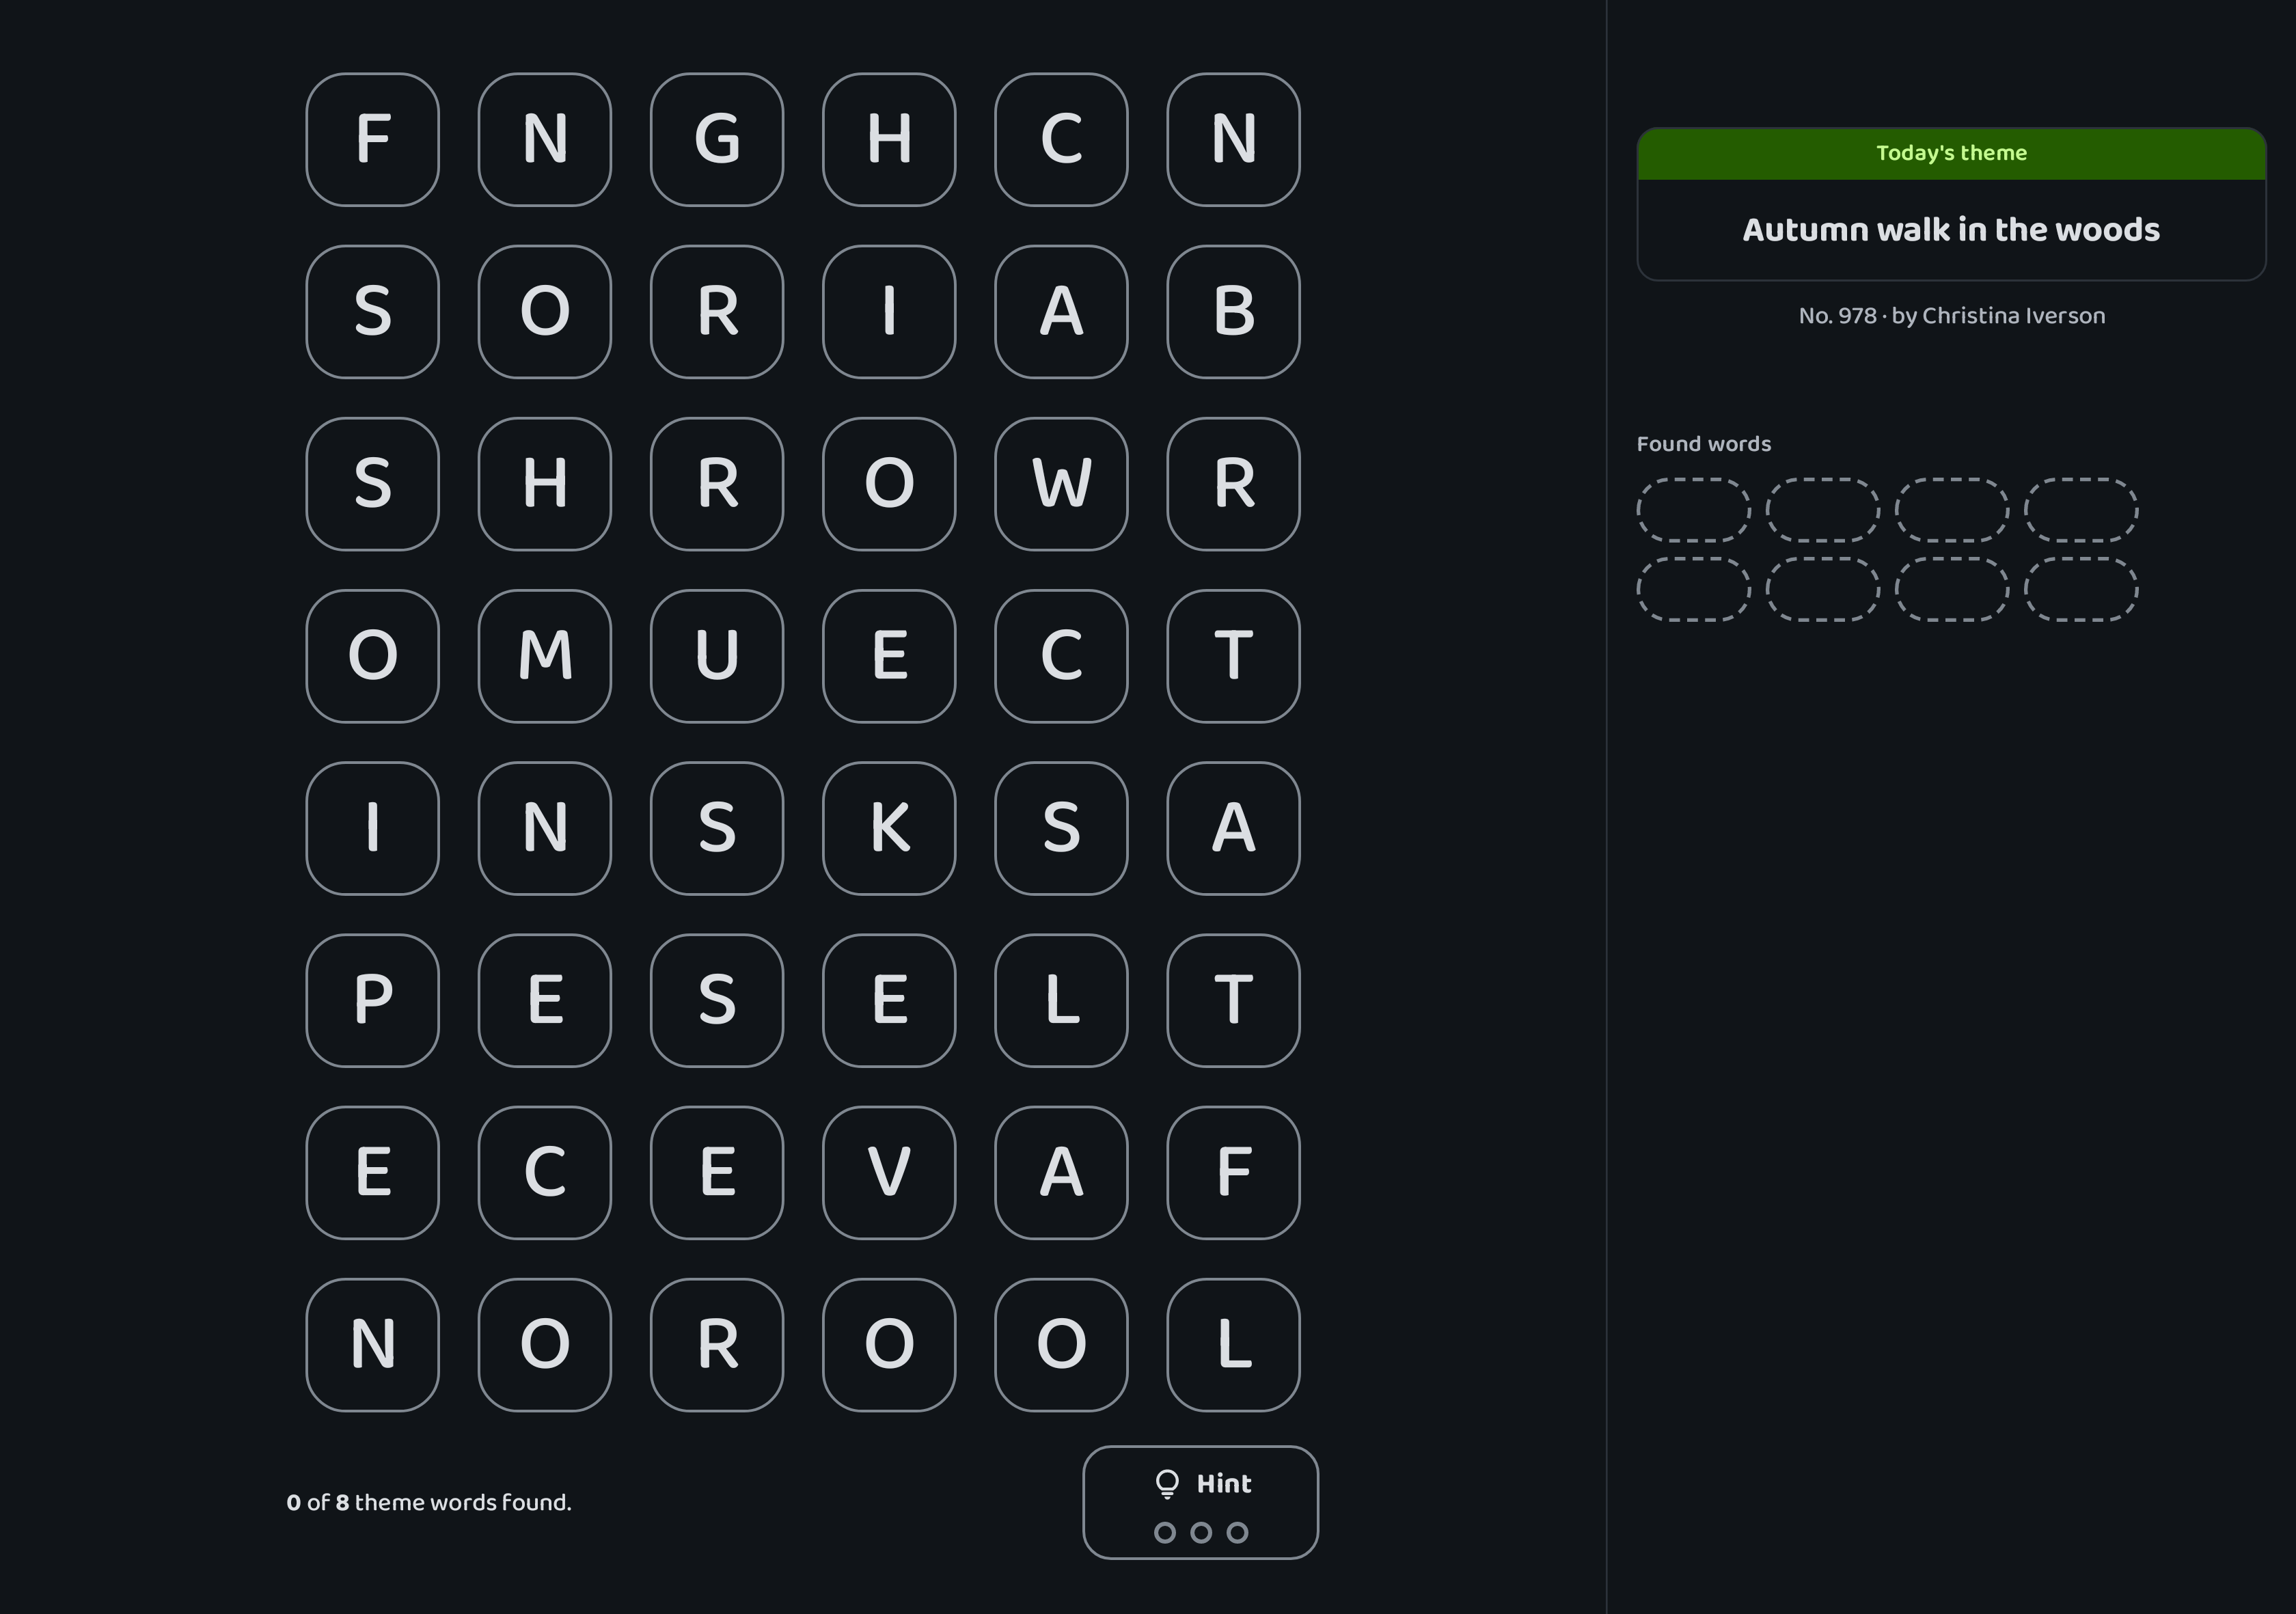 F N G H C N
S O R I A B
S H R O W R
O M U E C T
I N S K S A
P E S E L T
E C E V A F
N O R O O L
0 of 8 theme words found.
Hint
Today's theme
Autumn walk in the woods
No. 978 · by Christina Iverson
Found words